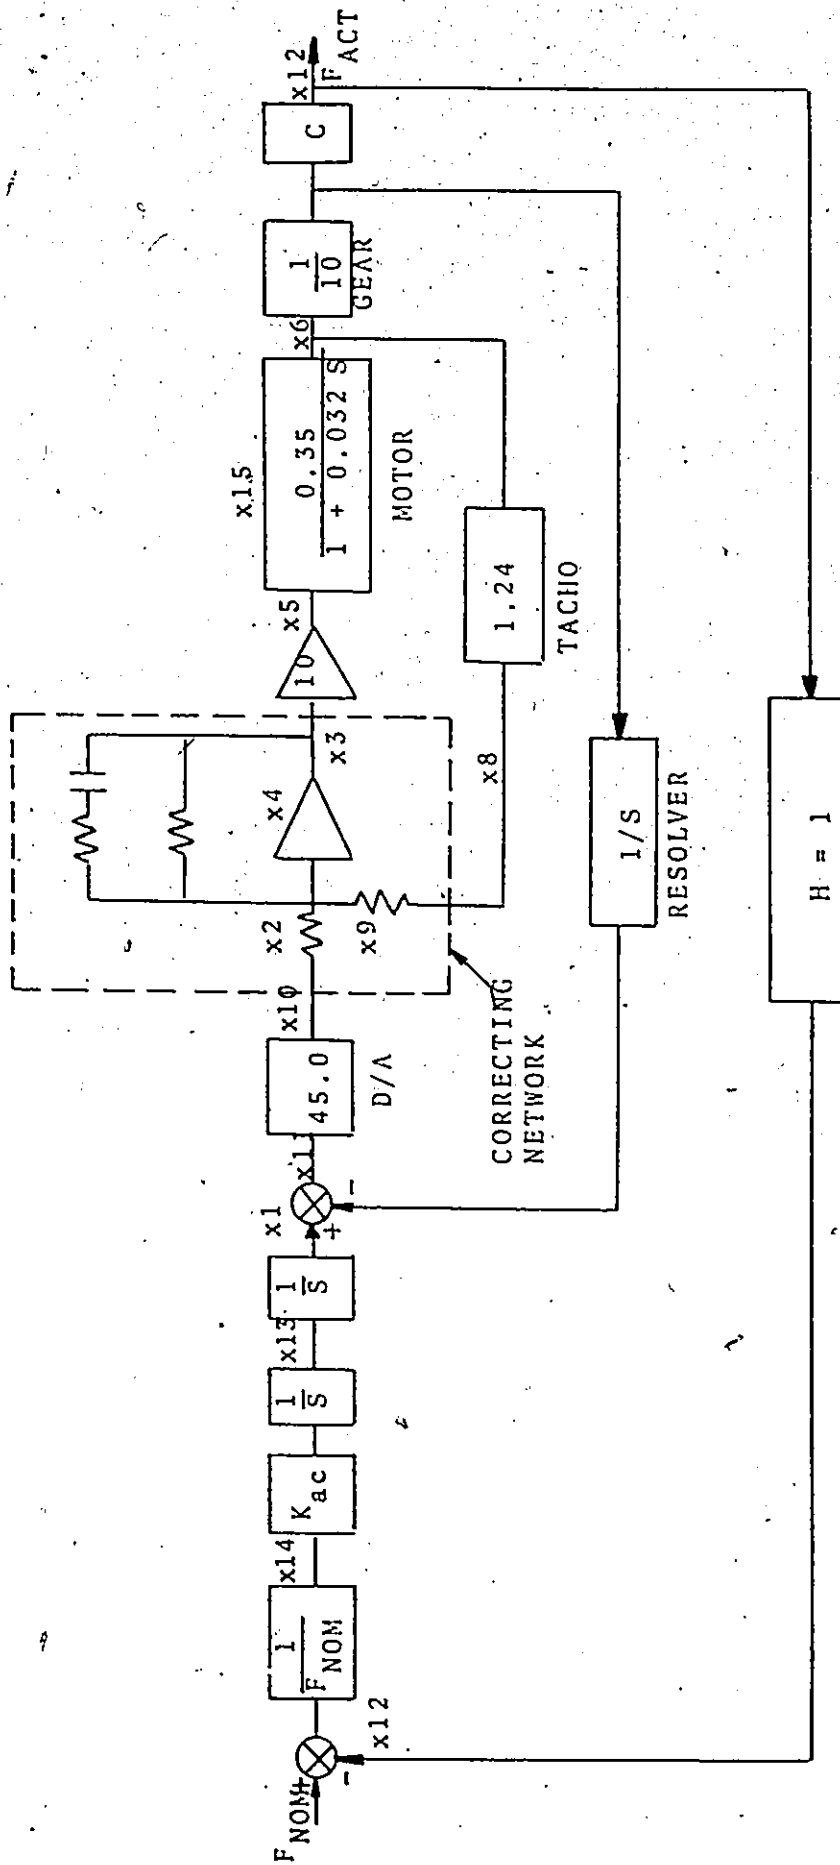 F NOM
+
-
x12
1
F NOM
x14
K ac
1
S
x13
1
S
x1
+
-
x11
45.0
D/A
x10
CORRECTING
NETWORK
x2
x9
x4
x3
10
x5
x15
0.35
1 + 0.032 S
MOTOR
x6
1
10
GEAR
C
x12
F ACT
x8
1.24
TACHO
1/S
RESOLVER
H = 1